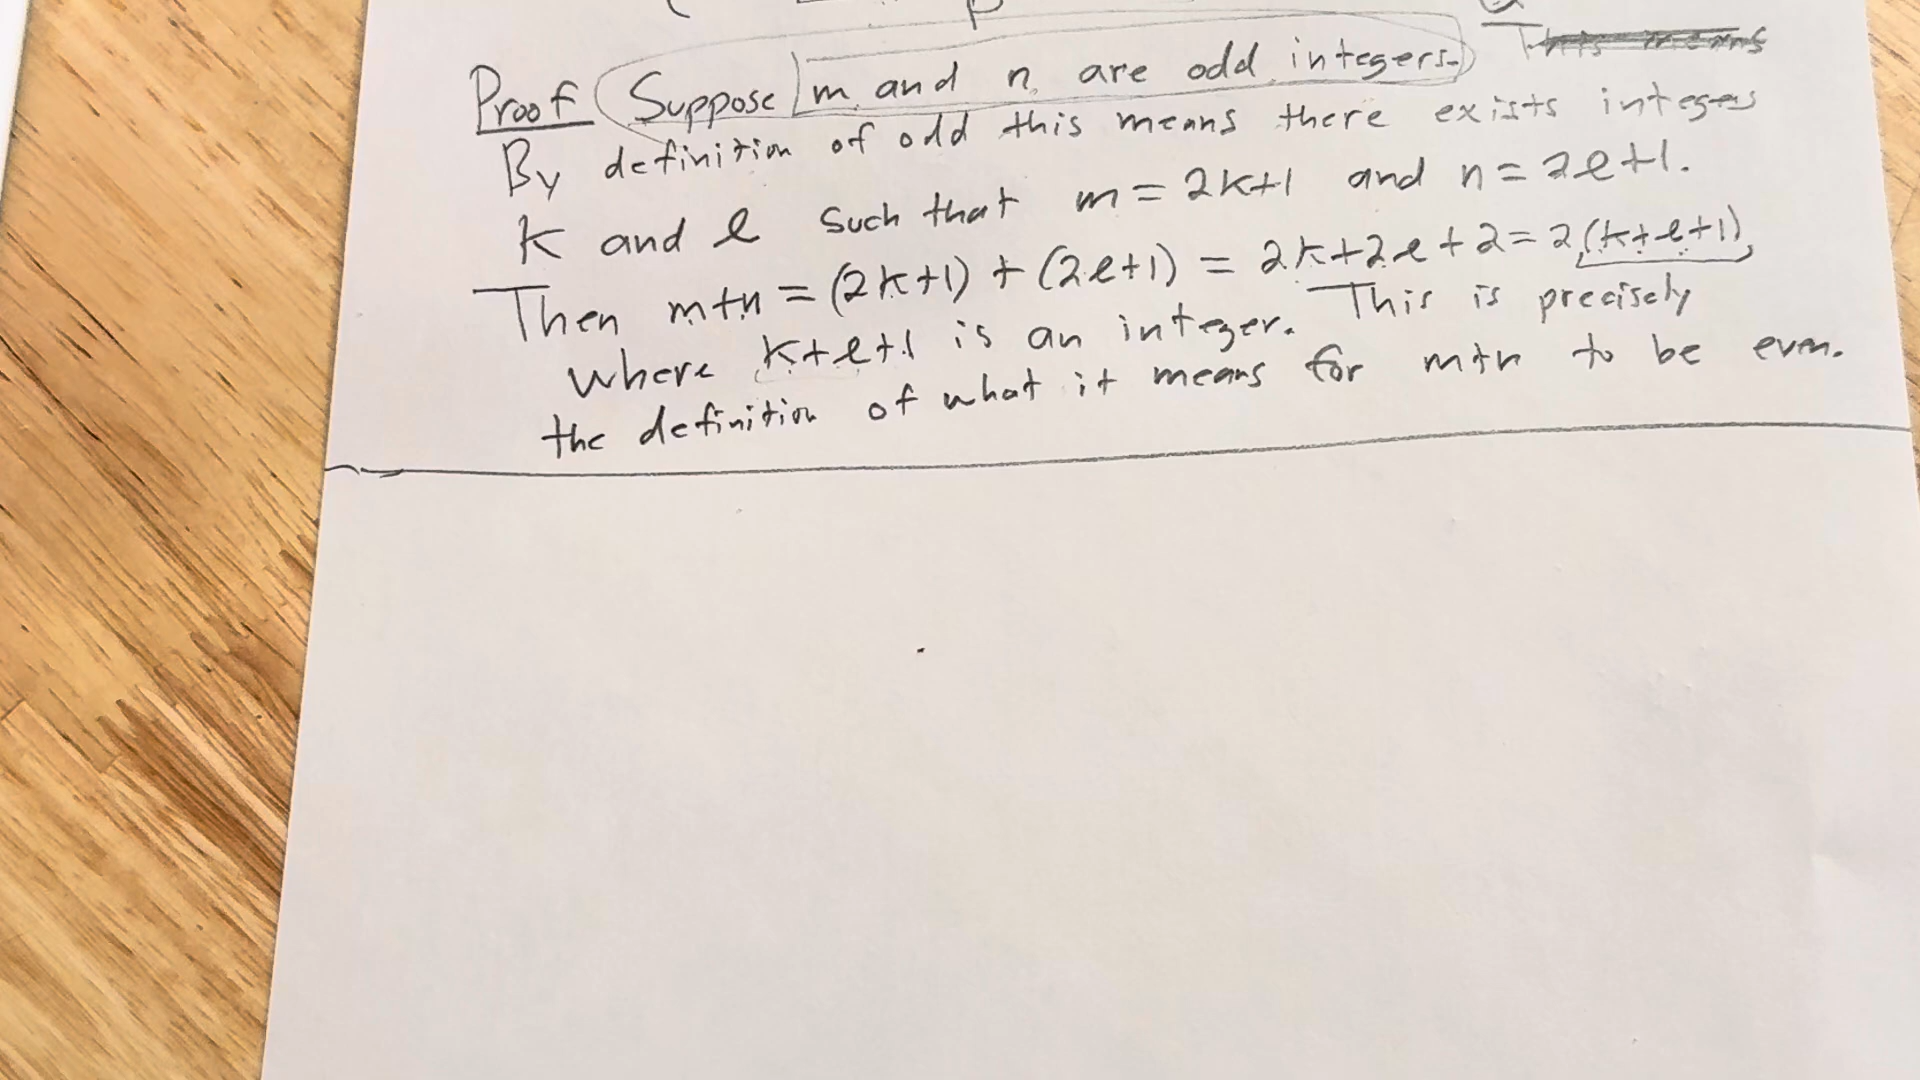 Proof Suppose m and n are odd integers. This means
By definition of odd this means there exists integers
k and l such that m = 2k+1 and n = 2l+1.
Then m+n = (2k+1) + (2l+1) = 2k+2l+2 = 2(k+l+1),
where k+l+1 is an integer. This is precisely
the definition of what it means for m+n to be even.